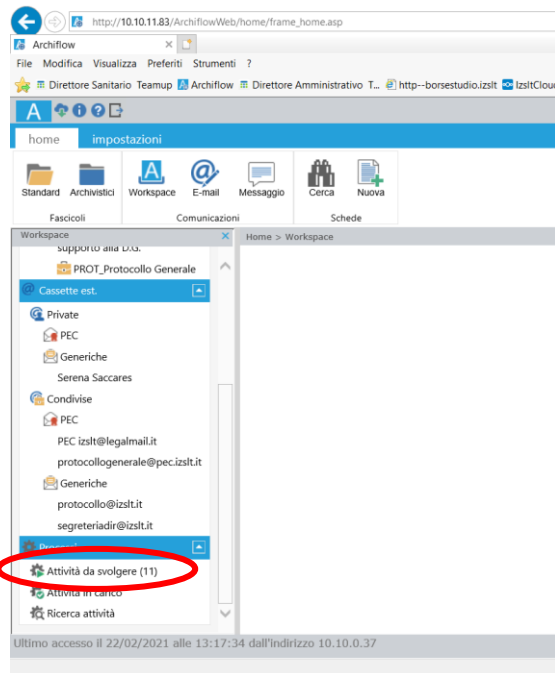 http://10.10.11.83/ArchiflowWeb/home/frame_home.asp
Archiflow
File Modifica Visualizza Preferiti Strumenti ?
Direttore Sanitario Teamup Archiflow Direttore Amministrativo T... http--borsestudio.izslt IzsltCloud
A
home impostazioni
Standard Archivistici Workspace E-mail Messaggio Cerca Nuova
Fascicoli Comunicazioni Schede
Workspace Home > Workspace
supporto alla D.G.
PROT_Protocollo Generale
Cassette est.
Private
PEC
Generiche
Serena Saccares
Condivise
PEC
PEC izslt@legalmail.it
protocollogenerale@pec.izslt.it
Generiche
protocollo@izslt.it
segreteriadir@izslt.it
Attività da svolgere (11)
Attività in carico
Ricerca attività
Ultimo accesso il 22/02/2021 alle 13:17:34 dall'indirizzo 10.10.0.37